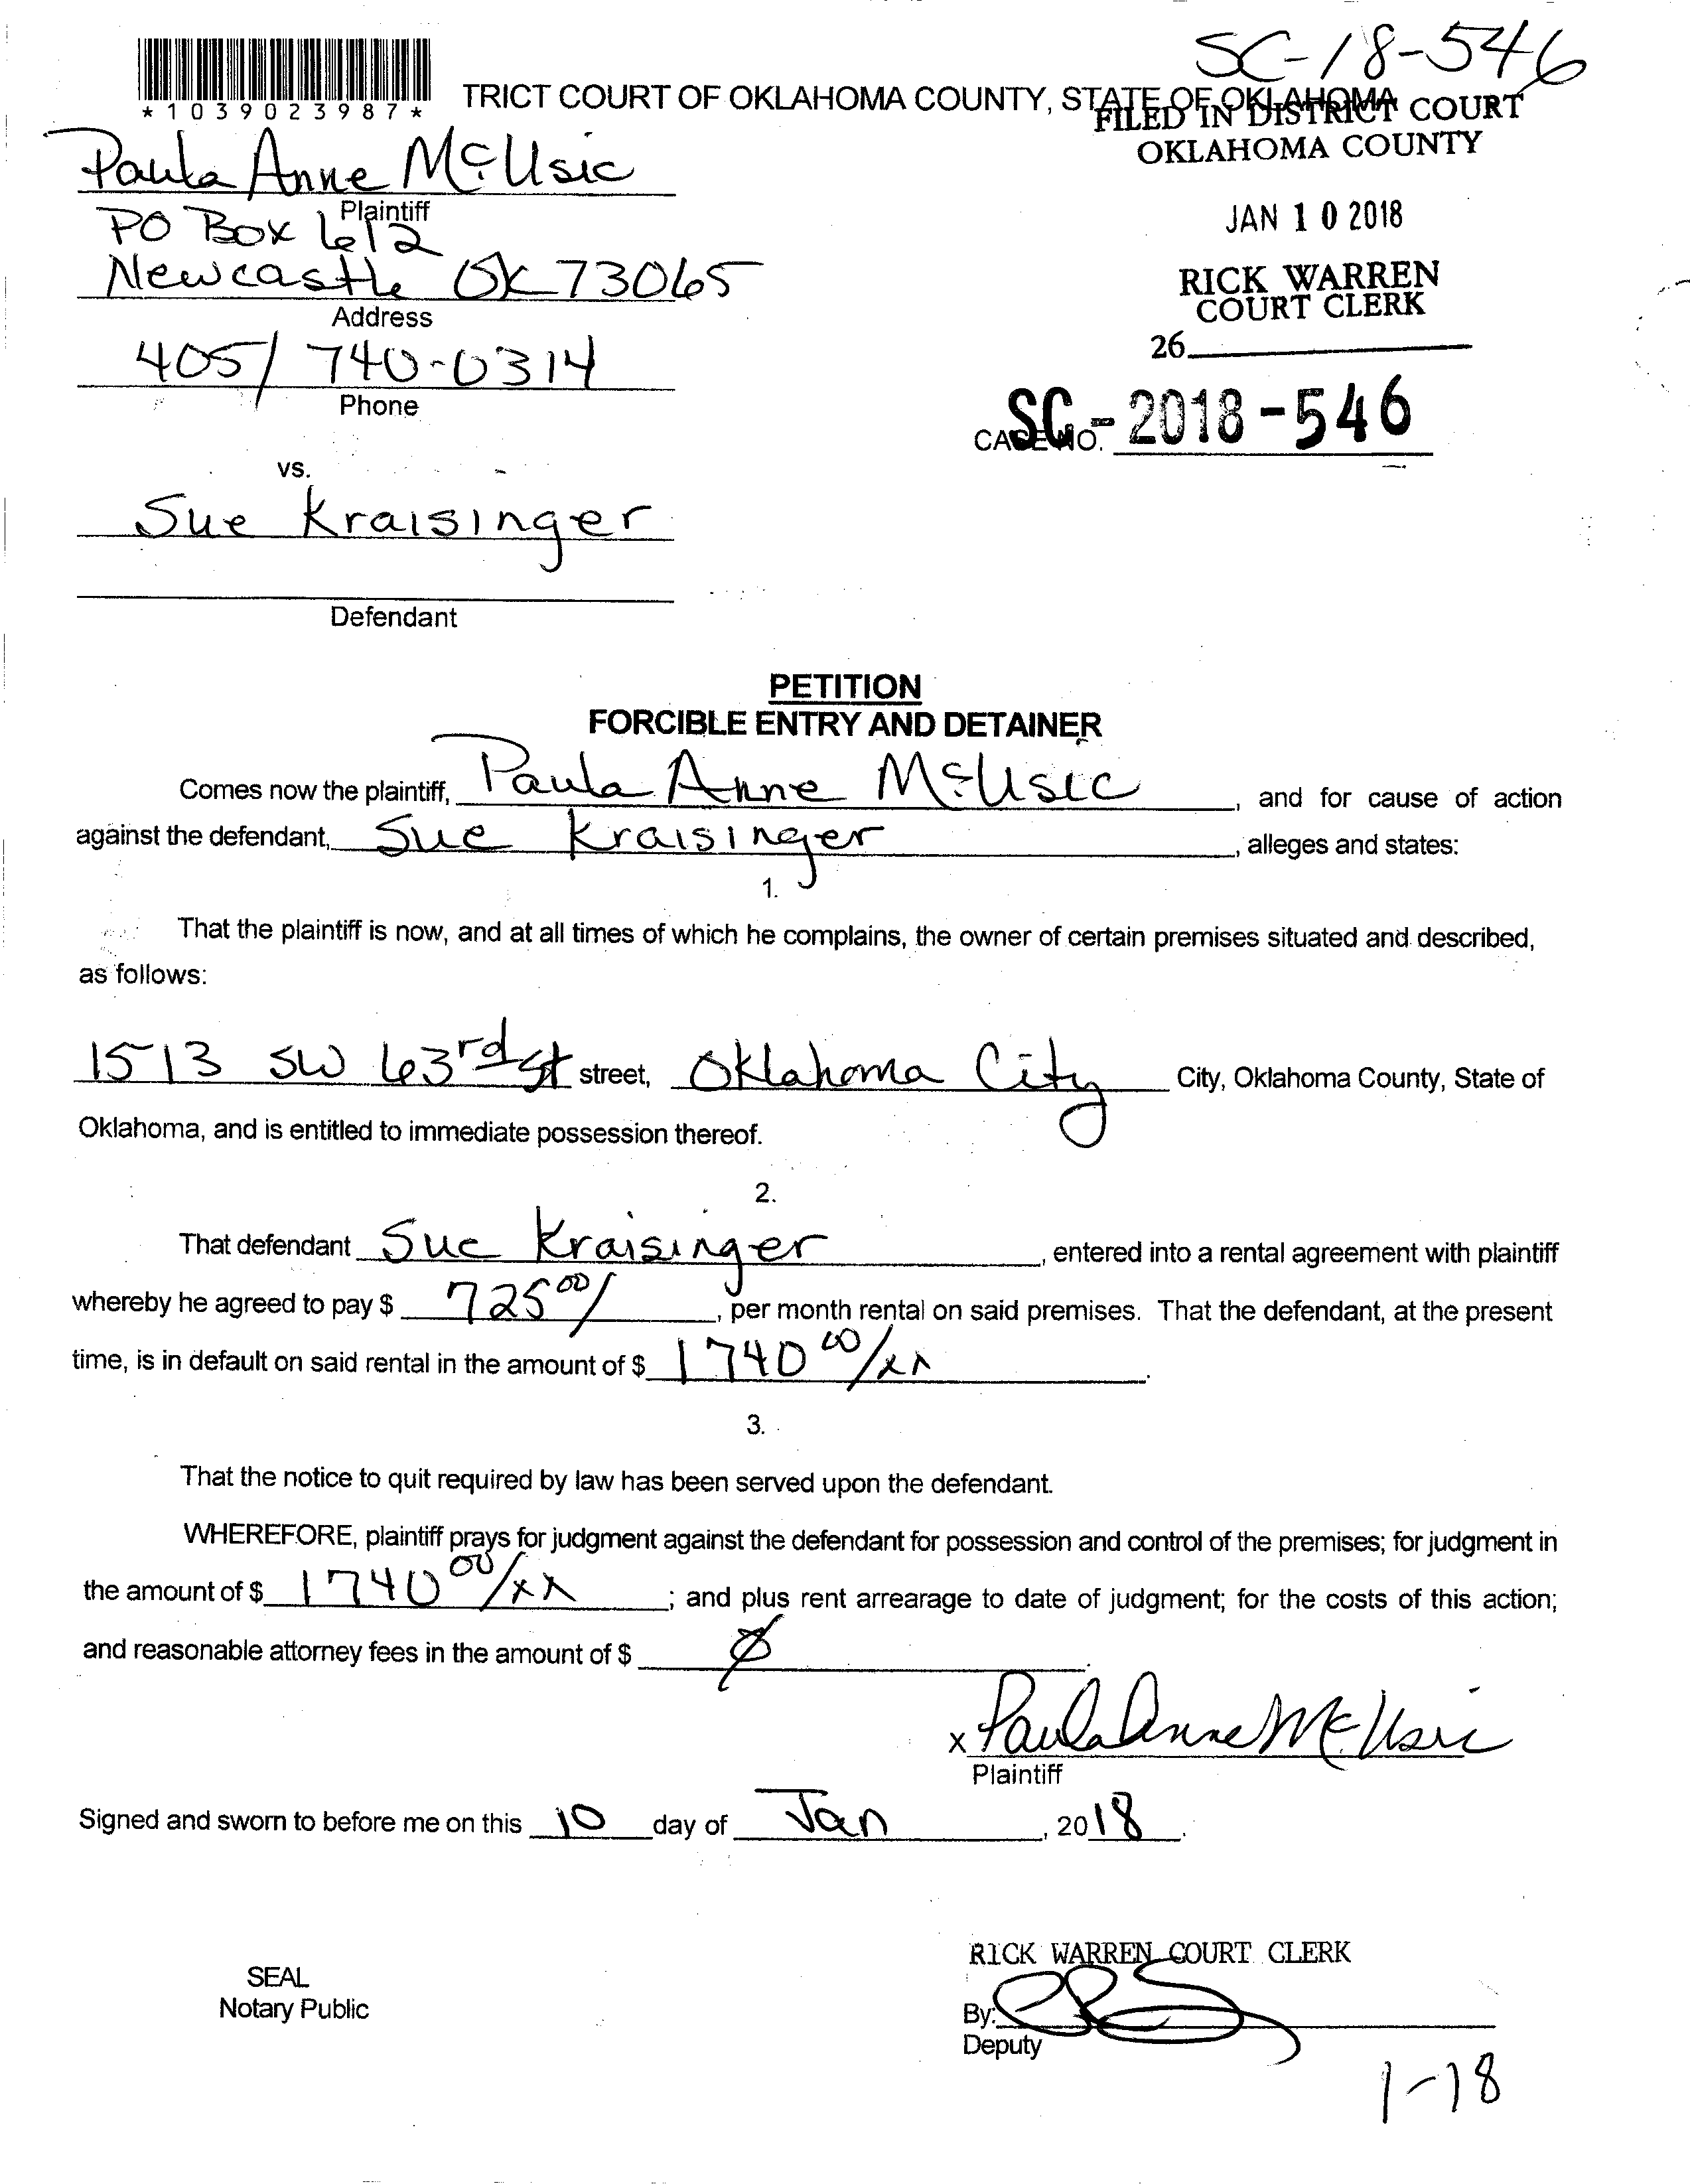 SC-18-546
*1039023987*
TRICT COURT OF OKLAHOMA COUNTY, STATE OF OKLAHOMA
FILED IN DISTRICT COURT
OKLAHOMA COUNTY
JAN 10 2018
RICK WARREN
COURT CLERK
26
Paula Anne McUsic
Plaintiff
PO Box 612
Newcastle OK 73065
Address
405/ 740-0314
Phone
CASE NO. SC-2018-546
vs.
Sue Kraisinger
Defendant
PETITION
FORCIBLE ENTRY AND DETAINER
Comes now the plaintiff, Paula Anne McUsic, and for cause of action
against the defendant, Sue Kraisinger, alleges and states:
1.
That the plaintiff is now, and at all times of which he complains, the owner of certain premises situated and described,
as follows:
1513 SW 63rd St street, Oklahoma City City, Oklahoma County, State of
Oklahoma, and is entitled to immediate possession thereof.
2.
That defendant Sue Kraisinger, entered into a rental agreement with plaintiff
whereby he agreed to pay $ 725 00/, per month rental on said premises. That the defendant, at the present
time, is in default on said rental in the amount of $ 1740 00/xx.
3.
That the notice to quit required by law has been served upon the defendant.
WHEREFORE, plaintiff prays for judgment against the defendant for possession and control of the premises; for judgment in
the amount of $ 1740 00/xx; and plus rent arrearage to date of judgment; for the costs of this action;
and reasonable attorney fees in the amount of $ Ø.
x Paula Anne McUsic
Plaintiff
Signed and sworn to before me on this 10 day of Jan, 2018.
RICK WARREN COURT CLERK
SEAL
Notary Public
By:
Deputy
1-18